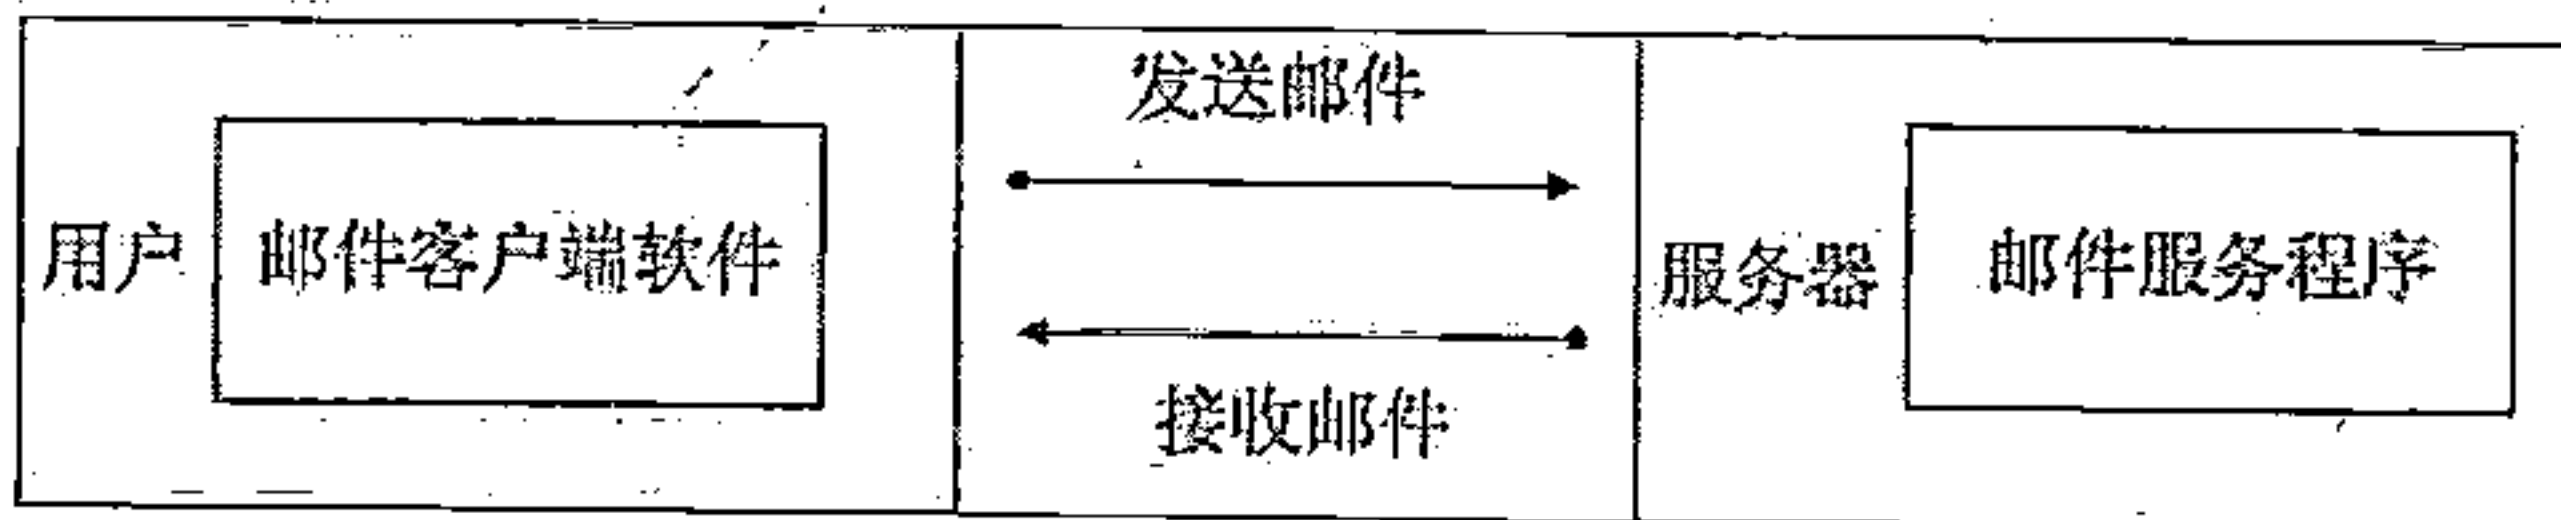 发送邮件
用户
邮件客户端软件
服务器
邮件服务程序
接收邮件